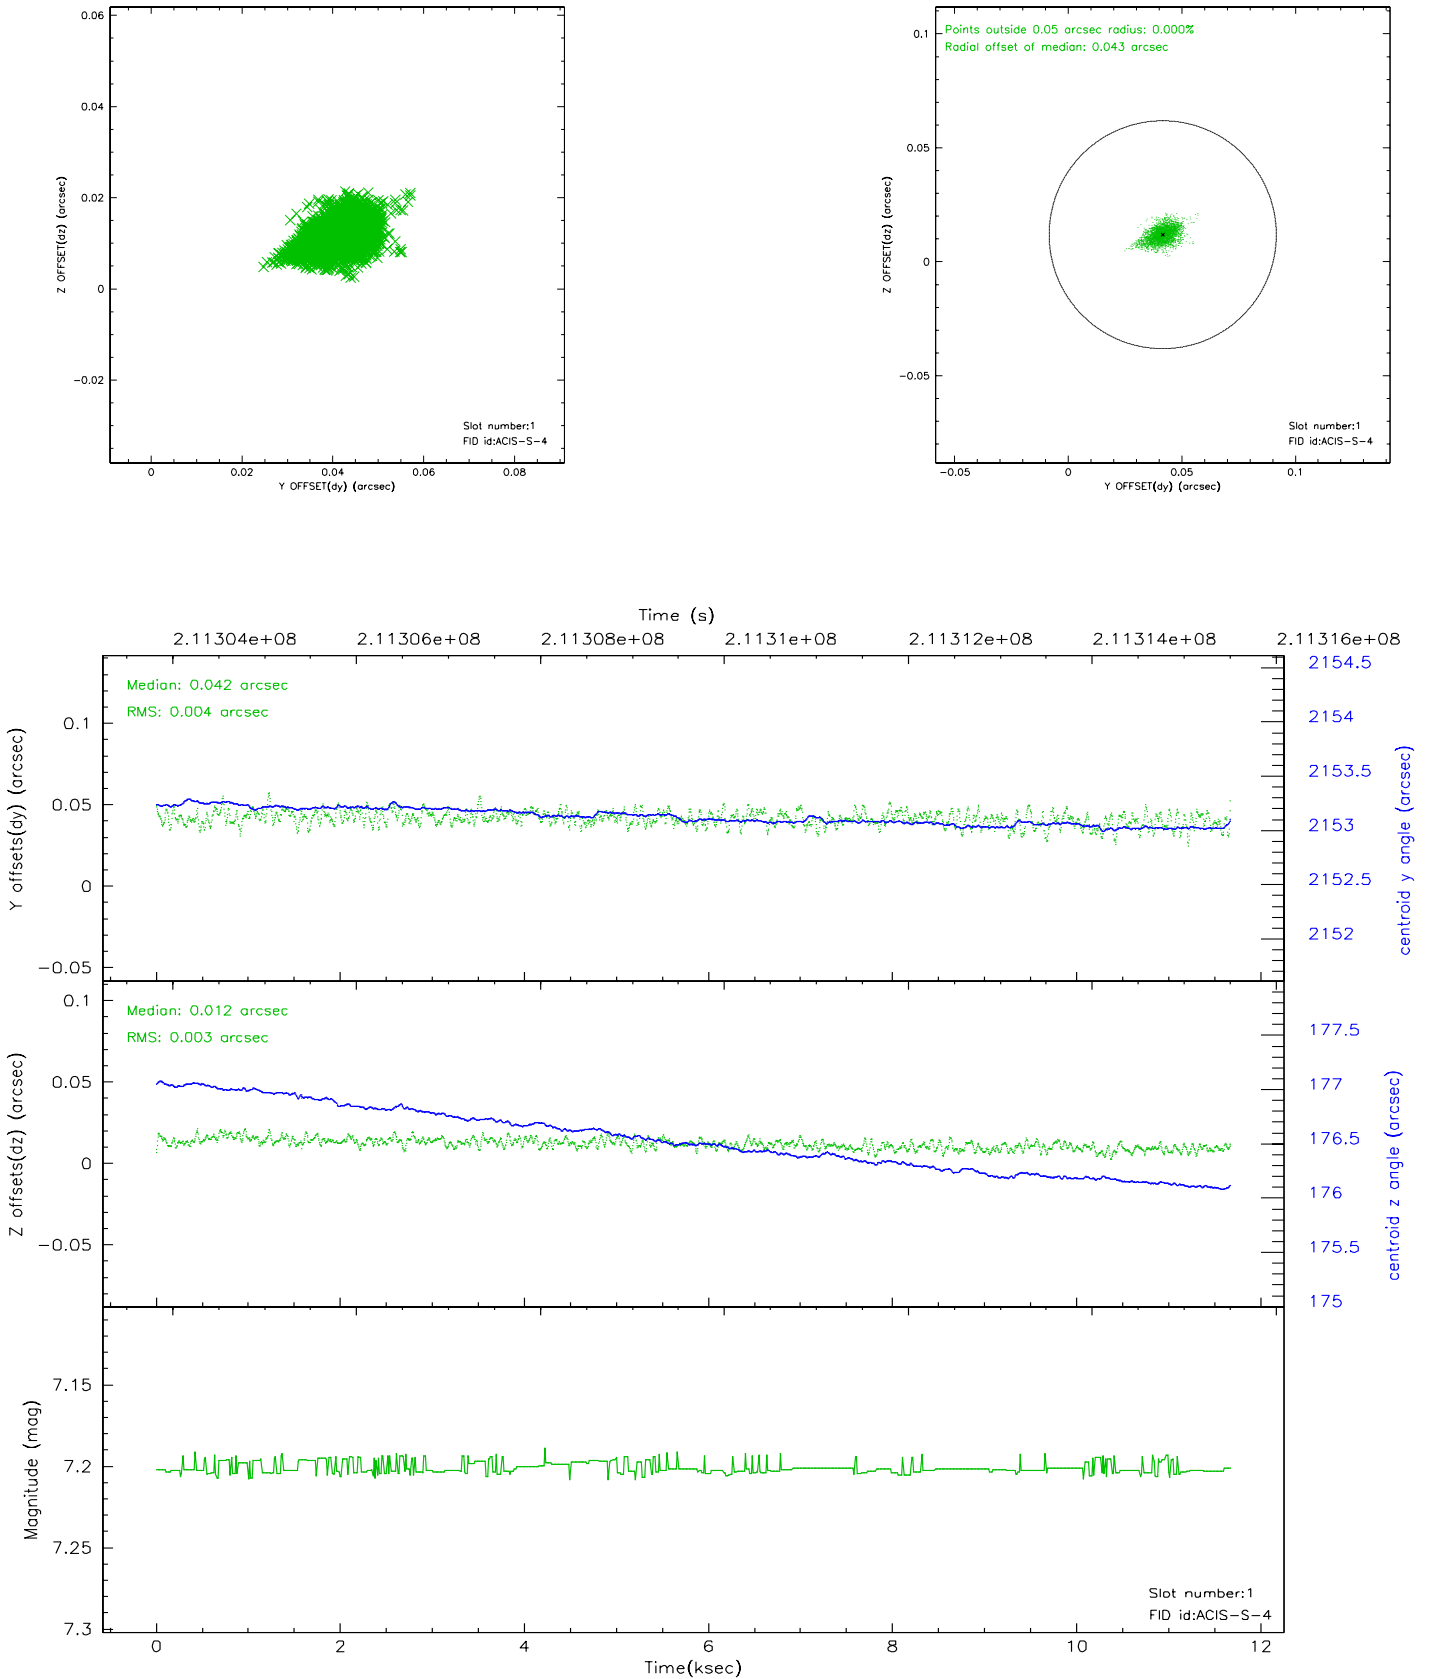 0.06
0.04
0.02
0
−0.02
Z OFFSET(dz) (arcsec)
0
0.02
0.04
0.06
0.08
Y OFFSET(dy) (arcsec)
Slot number:1
FID id:ACIS−S−4
Points outside 0.05 arcsec radius: 0.000%
Radial offset of median: 0.043 arcsec
0.1
0.05
0
−0.05
Z OFFSET(dz) (arcsec)
−0.05
0
0.05
0.1
Y OFFSET(dy) (arcsec)
Slot number:1
FID id:ACIS−S−4
Time (s)
2.11304e+08
2.11306e+08
2.11308e+08
2.1131e+08
2.11312e+08
2.11314e+08
2.11316e+08
Median: 0.042 arcsec
RMS: 0.004 arcsec
0.1
0.05
0
−0.05
Y offsets(dy) (arcsec)
2154.5
2154
2153.5
2153
2152.5
2152
centroid y angle (arcsec)
Median: 0.012 arcsec
RMS: 0.003 arcsec
0.1
0.05
0
−0.05
Z offsets(dz) (arcsec)
177.5
177
176.5
176
175.5
175
centroid z angle (arcsec)
7.15
7.2
7.25
7.3
Magnitude (mag)
Slot number:1
FID id:ACIS−S−4
0
2
4
6
8
10
12
Time(ksec)